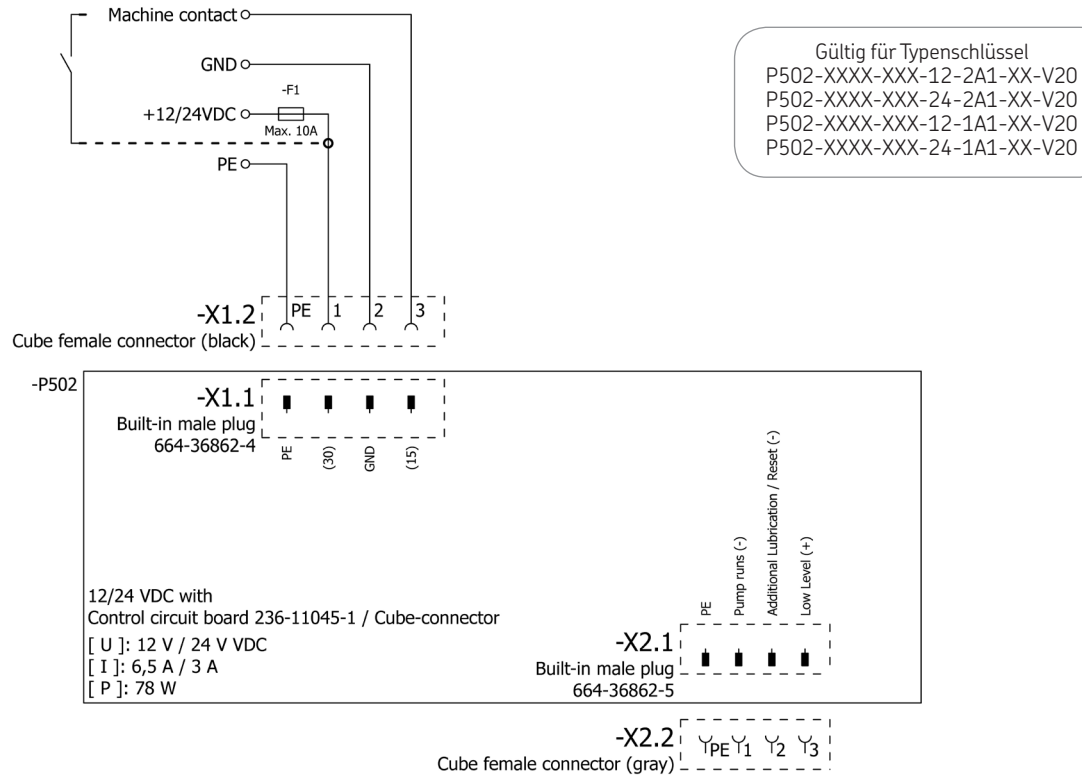 Machine contact
GND
-F1
+12/24VDC
Max. 10A
PE
Gültig für Typenschlüssel
P502-XXXX-XXX-12-2A1-XX-V20
P502-XXXX-XXX-24-2A1-XX-V20
P502-XXXX-XXX-12-1A1-XX-V20
P502-XXXX-XXX-24-1A1-XX-V20
-X1.2
PE 1 2 3
Cube female connector (black)
-P502
-X1.1
Built-in male plug
664-36862-4
PE
(30)
GND
(15)
12/24 VDC with
Control circuit board 236-11045-1 / Cube-connector
[ U ]: 12 V / 24 V VDC
[ I ]: 6,5 A / 3 A
[ P ]: 78 W
PE
Pump runs (-)
Additional Lubrication / Reset (-)
Low Level (+)
-X2.1
Built-in male plug
664-36862-5
-X2.2
PE 1 2 3
Cube female connector (gray)